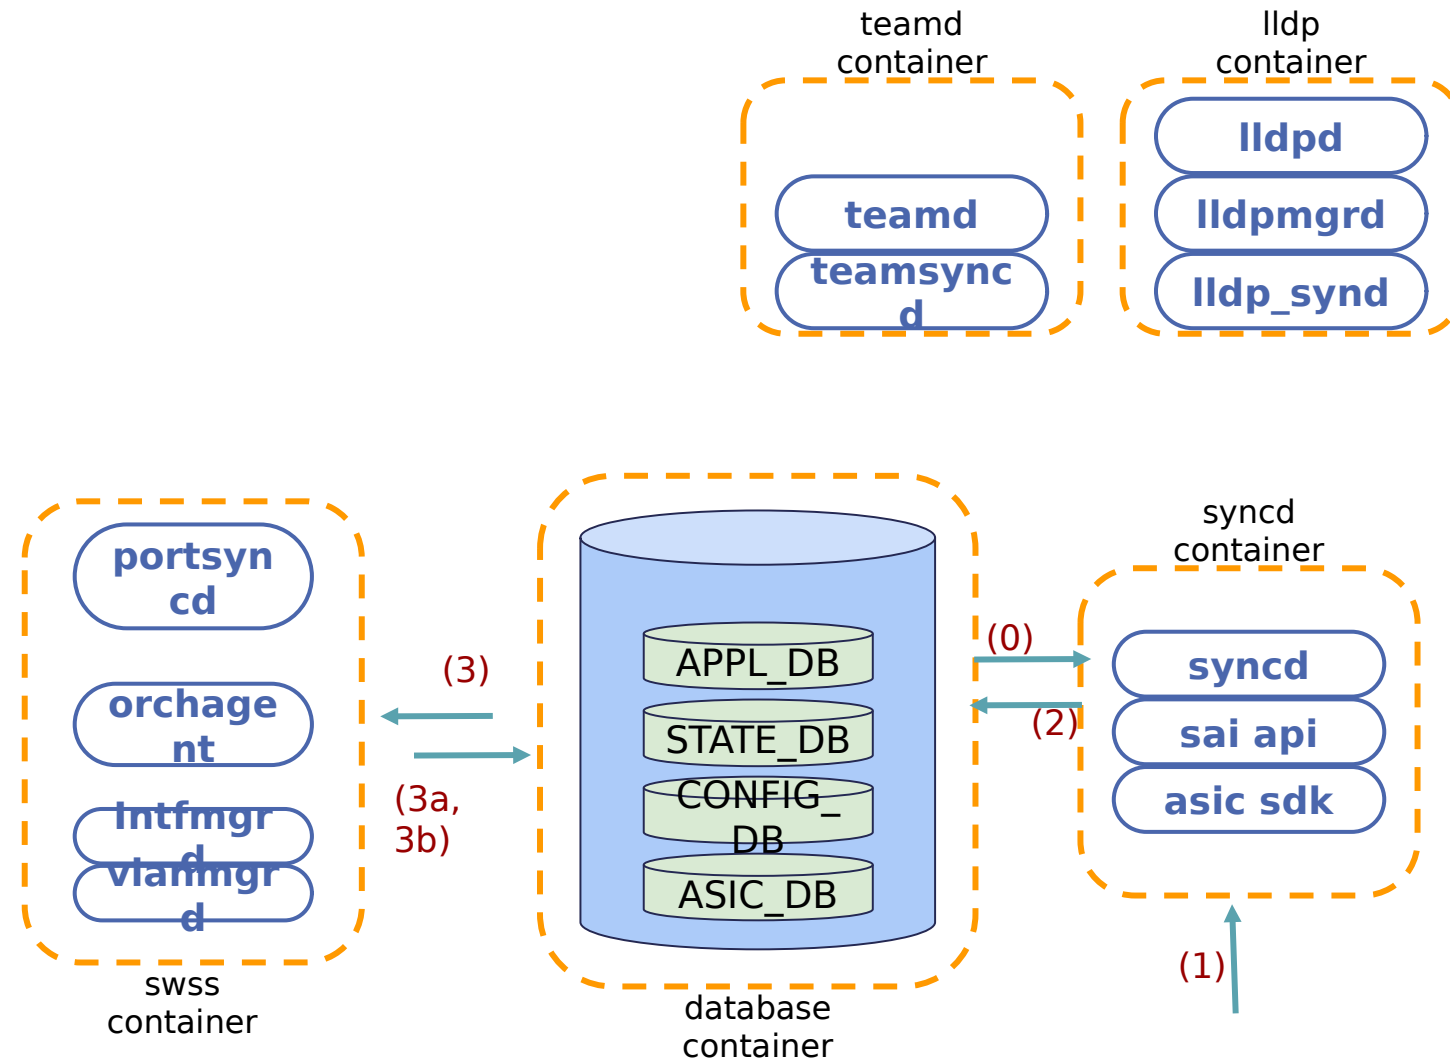 teamd
container
lldp
container
lldpd
teamd
lldpmgrd
teamsync
d
lldp_synd
portsyn
cd
orchage
nt
Intfmgr
d
vlanmgr
d
swss
container
(3)
(3a,
3b)
APPL_DB
STATE_DB
CONFIG_
DB
ASIC_DB
database
container
(0)
(2)
syncd
container
syncd
sai api
asic sdk
(1)